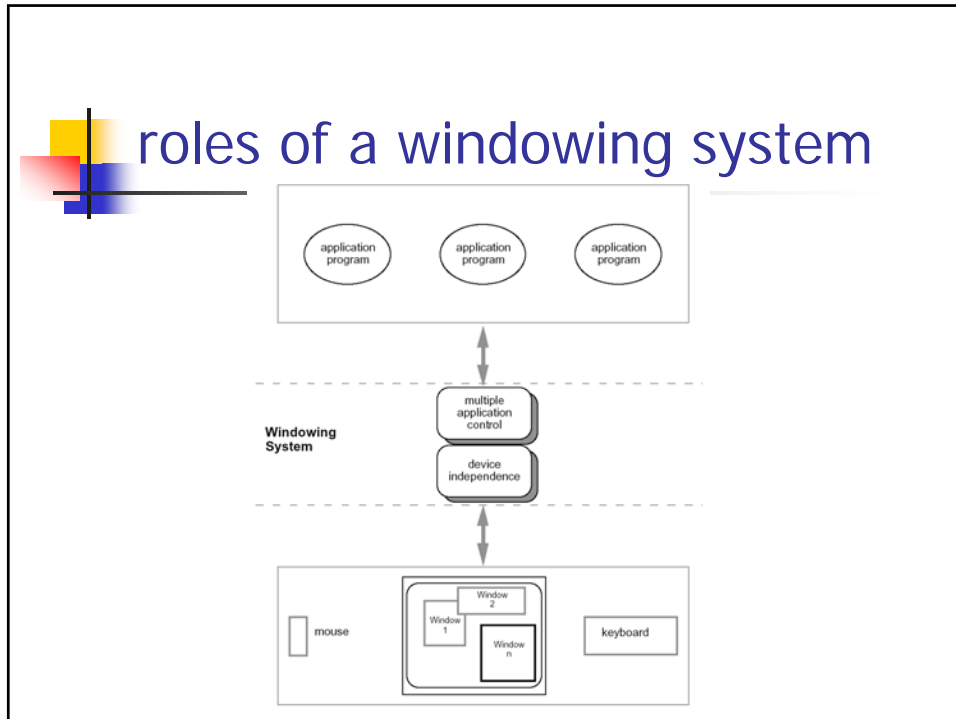 roles of a windowing system
application
program
application
program
application
program
multiple
application
control
Windowing
System
device
independence
mouse
Window
1
Window
2
Window
n
keyboard